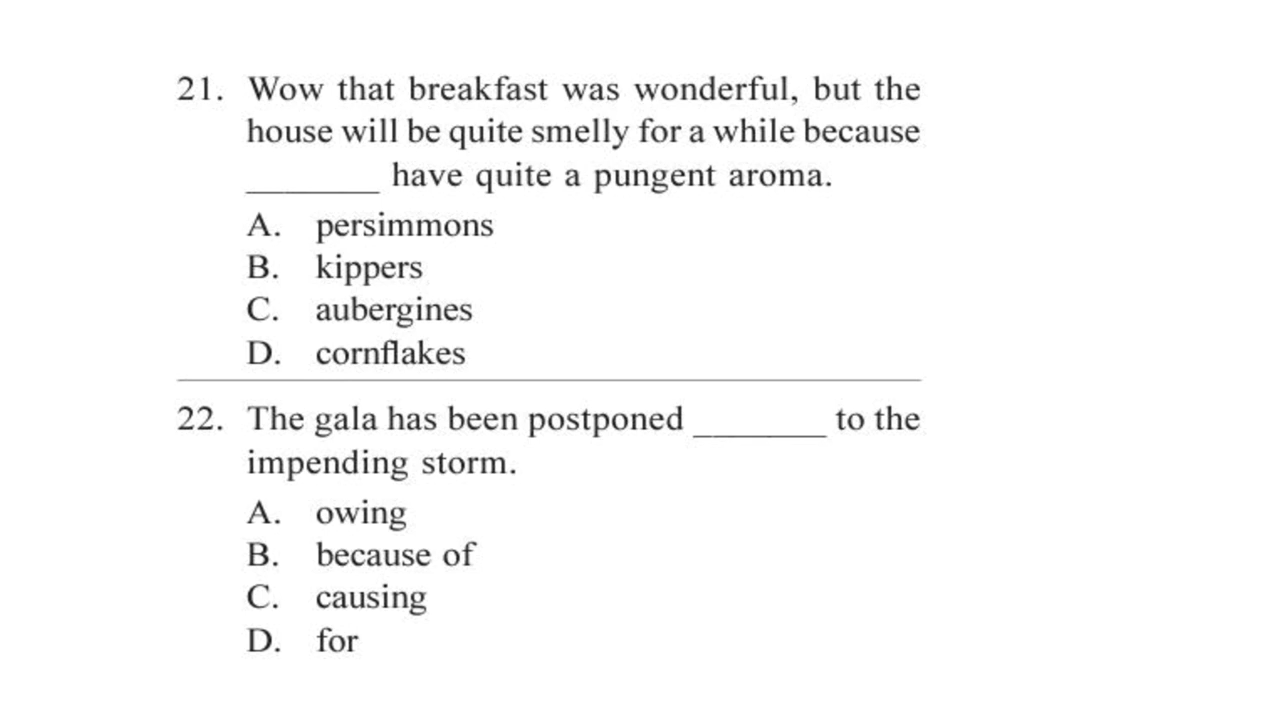 21. Wow that breakfast was wonderful, but the
house will be quite smelly for a while because
_______ have quite a pungent aroma.
A. persimmons
B. kippers
C. aubergines
D. cornflakes
22. The gala has been postponed _______ to the
impending storm.
A. owing
B. because of
C. causing
D. for